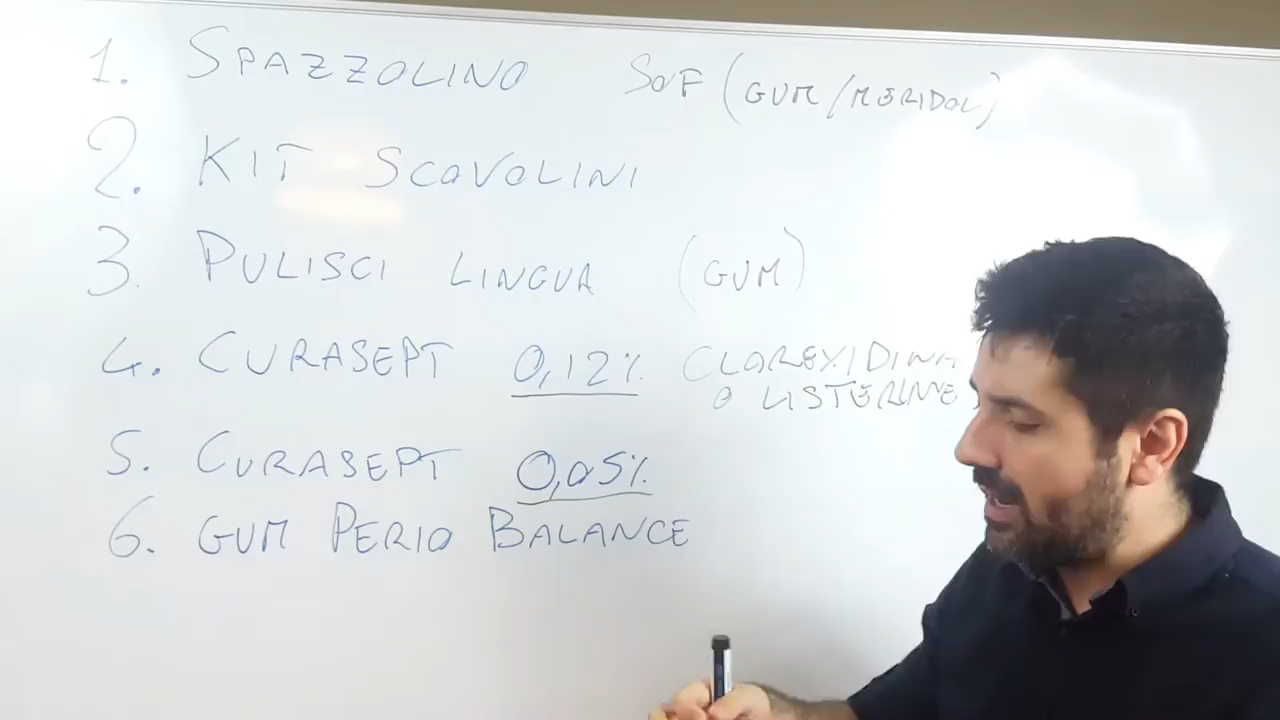 1. SPAZZOLINO SOF (GUM/MERIDOL)
2. KIT SCOVOLINI
3. PULISCI LINGUA (GUM)
4. CURASEPT 0,12% CLOREXIDINA
O LISTERINE
5. CURASEPT 0,05%
6. GUM PERIO BALANCE